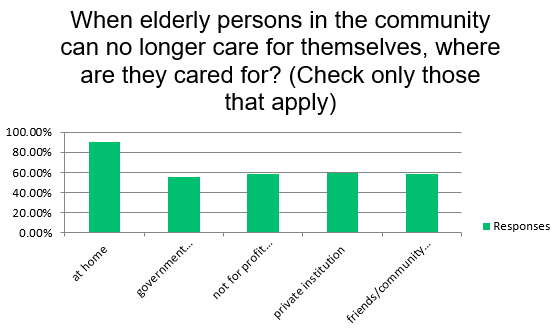 When elderly persons in the community
can no longer care for themselves, where
are they cared for? (Check only those
that apply)
100.00%
80.00%
60.00%
40.00%
20.00%
0.00%
at home
government…
not for profit…
private institution
friends/community…
Responses